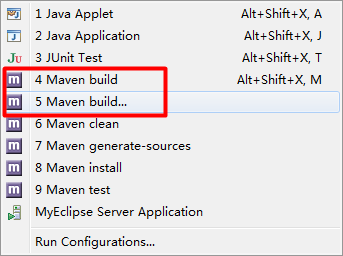 1 Java Applet Alt+Shift+X, A
2 Java Application Alt+Shift+X, J
JU 3 JUnit Test Alt+Shift+X, T
m 4 Maven build Alt+Shift+X, M
m 5 Maven build...
m 6 Maven clean
m 7 Maven generate-sources
m 8 Maven install
m 9 Maven test
MyEclipse Server Application
Run Configurations...